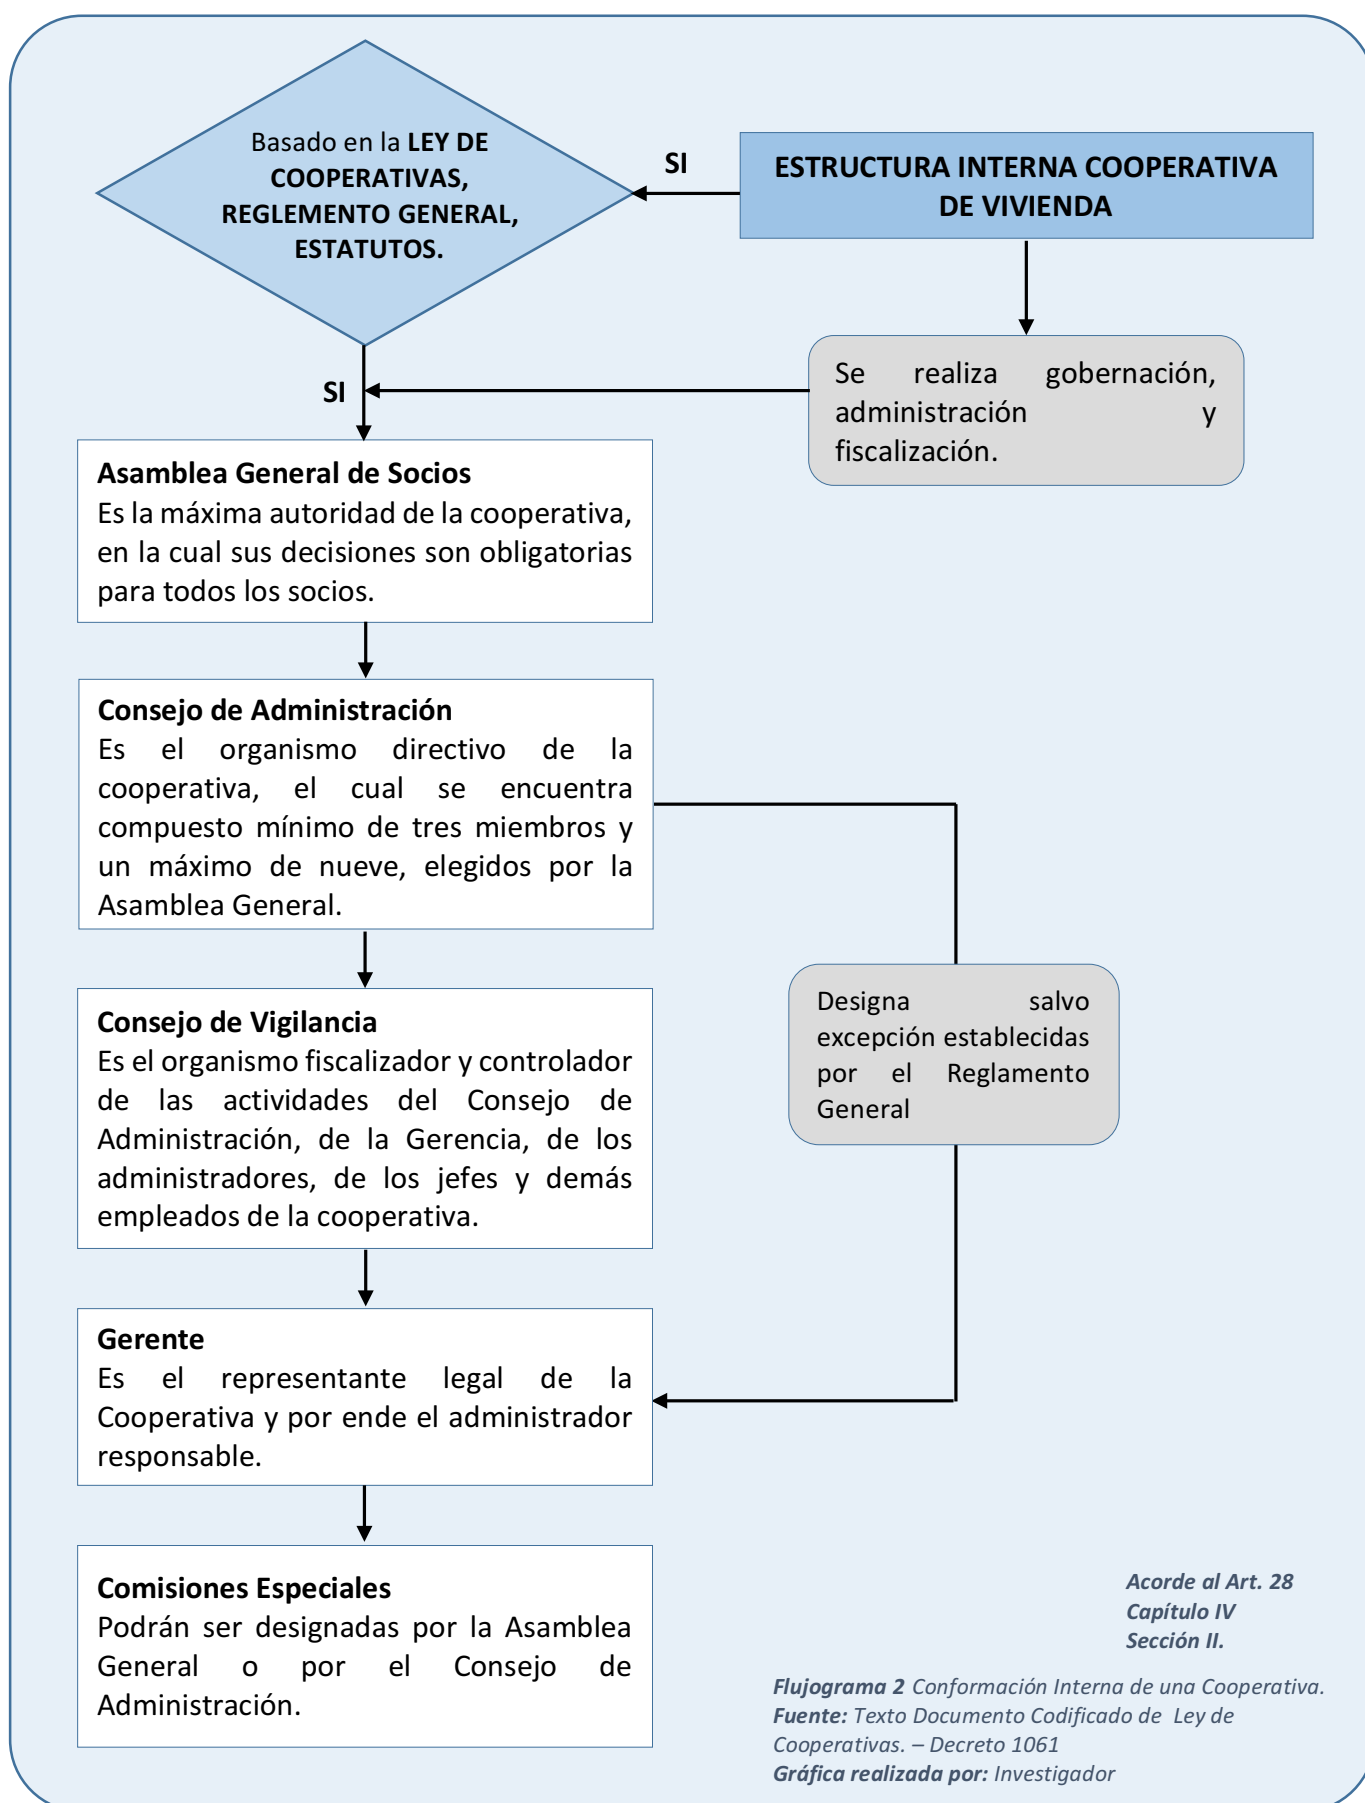 Basado en la LEY DE
COOPERATIVAS,
REGLEMENTO GENERAL,
ESTATUTOS.
SI
ESTRUCTURA INTERNA COOPERATIVA
DE VIVIENDA
Se realiza gobernación,
administración y
fiscalización.
SI
Asamblea General de Socios
Es la máxima autoridad de la cooperativa,
en la cual sus decisiones son obligatorias
para todos los socios.
Consejo de Administración
Es el organismo directivo de la
cooperativa, el cual se encuentra
compuesto mínimo de tres miembros y
un máximo de nueve, elegidos por la
Asamblea General.
Designa salvo
excepción establecidas
por el Reglamento
General
Consejo de Vigilancia
Es el organismo fiscalizador y controlador
de las actividades del Consejo de
Administración, de la Gerencia, de los
administradores, de los jefes y demás
empleados de la cooperativa.
Gerente
Es el representante legal de la
Cooperativa y por ende el administrador
responsable.
Comisiones Especiales
Podrán ser designadas por la Asamblea
General o por el Consejo de
Administración.
Acorde al Art. 28
Capítulo IV
Sección II.
Flujograma 2 Conformación Interna de una Cooperativa.
Fuente: Texto Documento Codificado de Ley de
Cooperativas. – Decreto 1061
Gráfica realizada por: Investigador